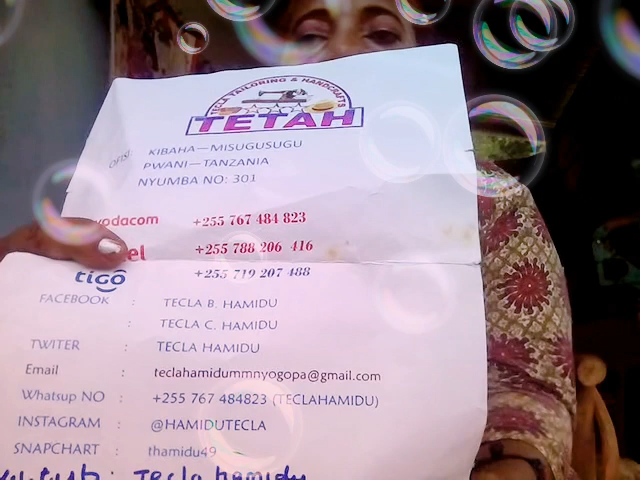 TECLA TAILORING & HANDCRAFTS
TETAH
OFISI KIBAHA—MISUGUSUGU
PWANI—TANZANIA
NYUMBA NO: 301
vodacom +255 767 484 823
+255 788 206 416
tiGO +255 719 207 488
FACEBOOK : TECLA B. HAMIDU
: TECLA C. HAMIDU
TWITER : TECLA HAMIDU
Email : teclahamidummnyogopa@gmail.com
Whatsup NO : +255 767 484823 (TECLAHAMIDU)
INSTAGRAM : @HAMIDUTECLA
SNAPCHART : thamidu49
: Tecla hamidu